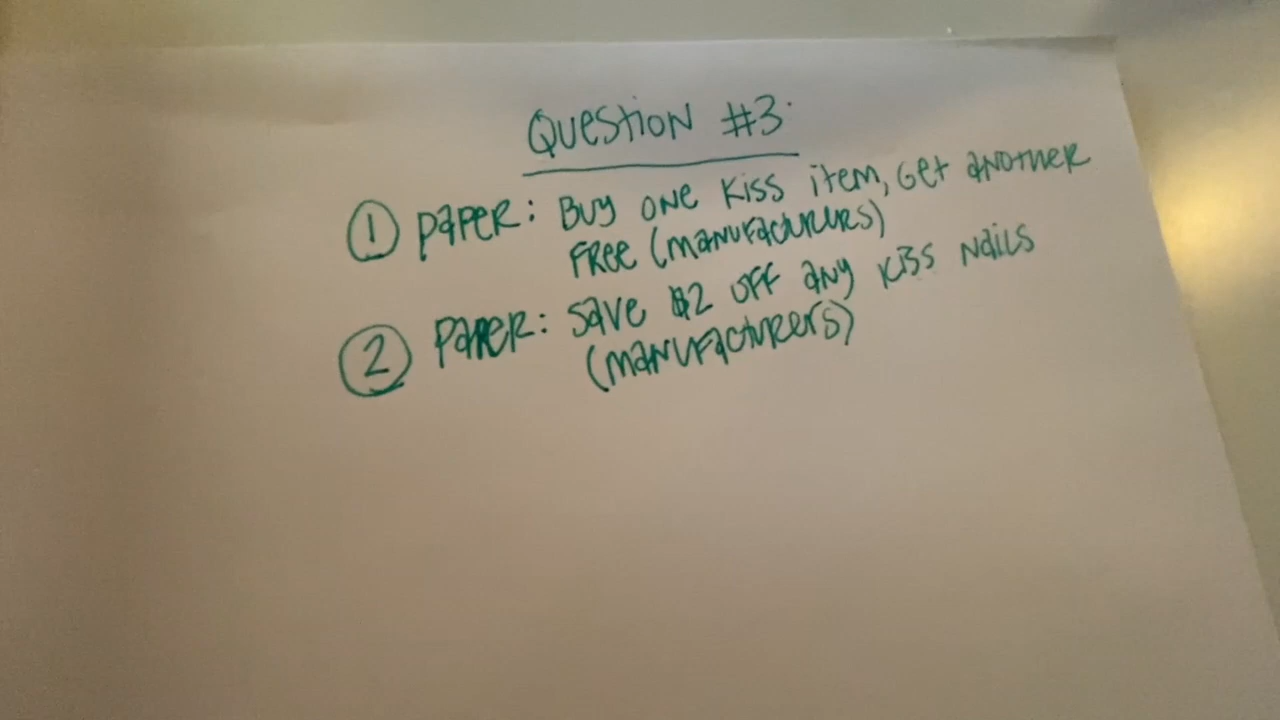 QUESTION #3:
① PAPER: BUY ONE KISS item, Get ANOTHER
FREE (MANUFACTURERS)
② PAPER: SAVE $2 OFF ANY KISS NAILS
(MANUFACTURERS)